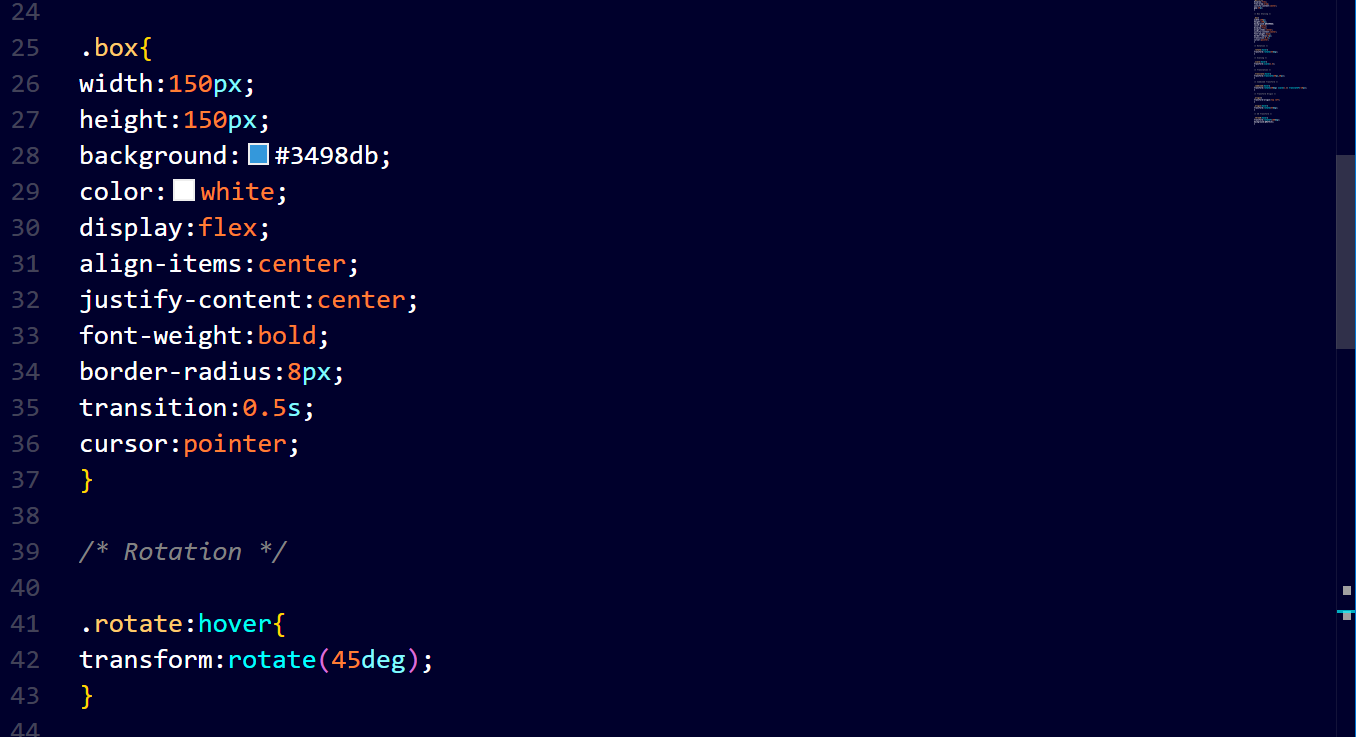 24
25 .box{
26 width:150px;
27 height:150px;
28 background:#3498db;
29 color:white;
30 display:flex;
31 align-items:center;
32 justify-content:center;
33 font-weight:bold;
34 border-radius:8px;
35 transition:0.5s;
36 cursor:pointer;
37 }
38
39 /* Rotation */
40
41 .rotate:hover{
42 transform:rotate(45deg);
43 }
44